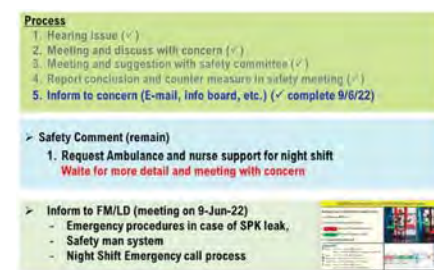 Process
1. Hearing issue (✓)
2. Meeting and discuss with concern (✓)
3. Meeting and suggestion with safety committee (✓)
4. Report conclusion and counter measure in safety meeting (✓)
5. Inform to concern (E-mail, info board, etc.) (✓ complete 9/6/22)
➢ Safety Comment (remain)
1. Request Ambulance and nurse support for night shift
Waite for more detail and meeting with concern
➢ Inform to FM/LD (meeting on 9-Jun-22)
- Emergency procedures in case of SPK leak,
- Safety man system
- Night Shift Emergency call process